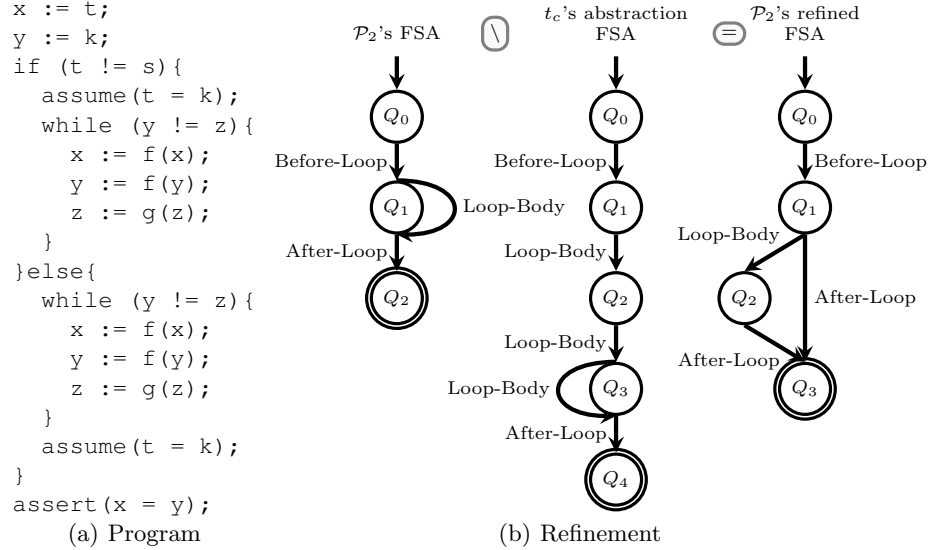 x := t;
y := k;
if (t != s){
assume(t = k);
while (y != z){
x := f(x);
y := f(y);
z := g(z);
}
}else{
while (y != z){
x := f(x);
y := f(y);
z := g(z);
}
assume(t = k);
}
assert(x = y);
(a) Program
𝒫₂'s FSA
\
t_c's abstraction
FSA
=
𝒫₂'s refined
FSA
Q₀
Before-Loop
Q₁
Loop-Body
After-Loop
Q₂
Q₀
Before-Loop
Q₁
Loop-Body
Q₂
Loop-Body
Loop-Body
Q₃
After-Loop
Q₄
Q₀
Before-Loop
Q₁
Loop-Body
Q₂
After-Loop
After-Loop
Q₃
(b) Refinement